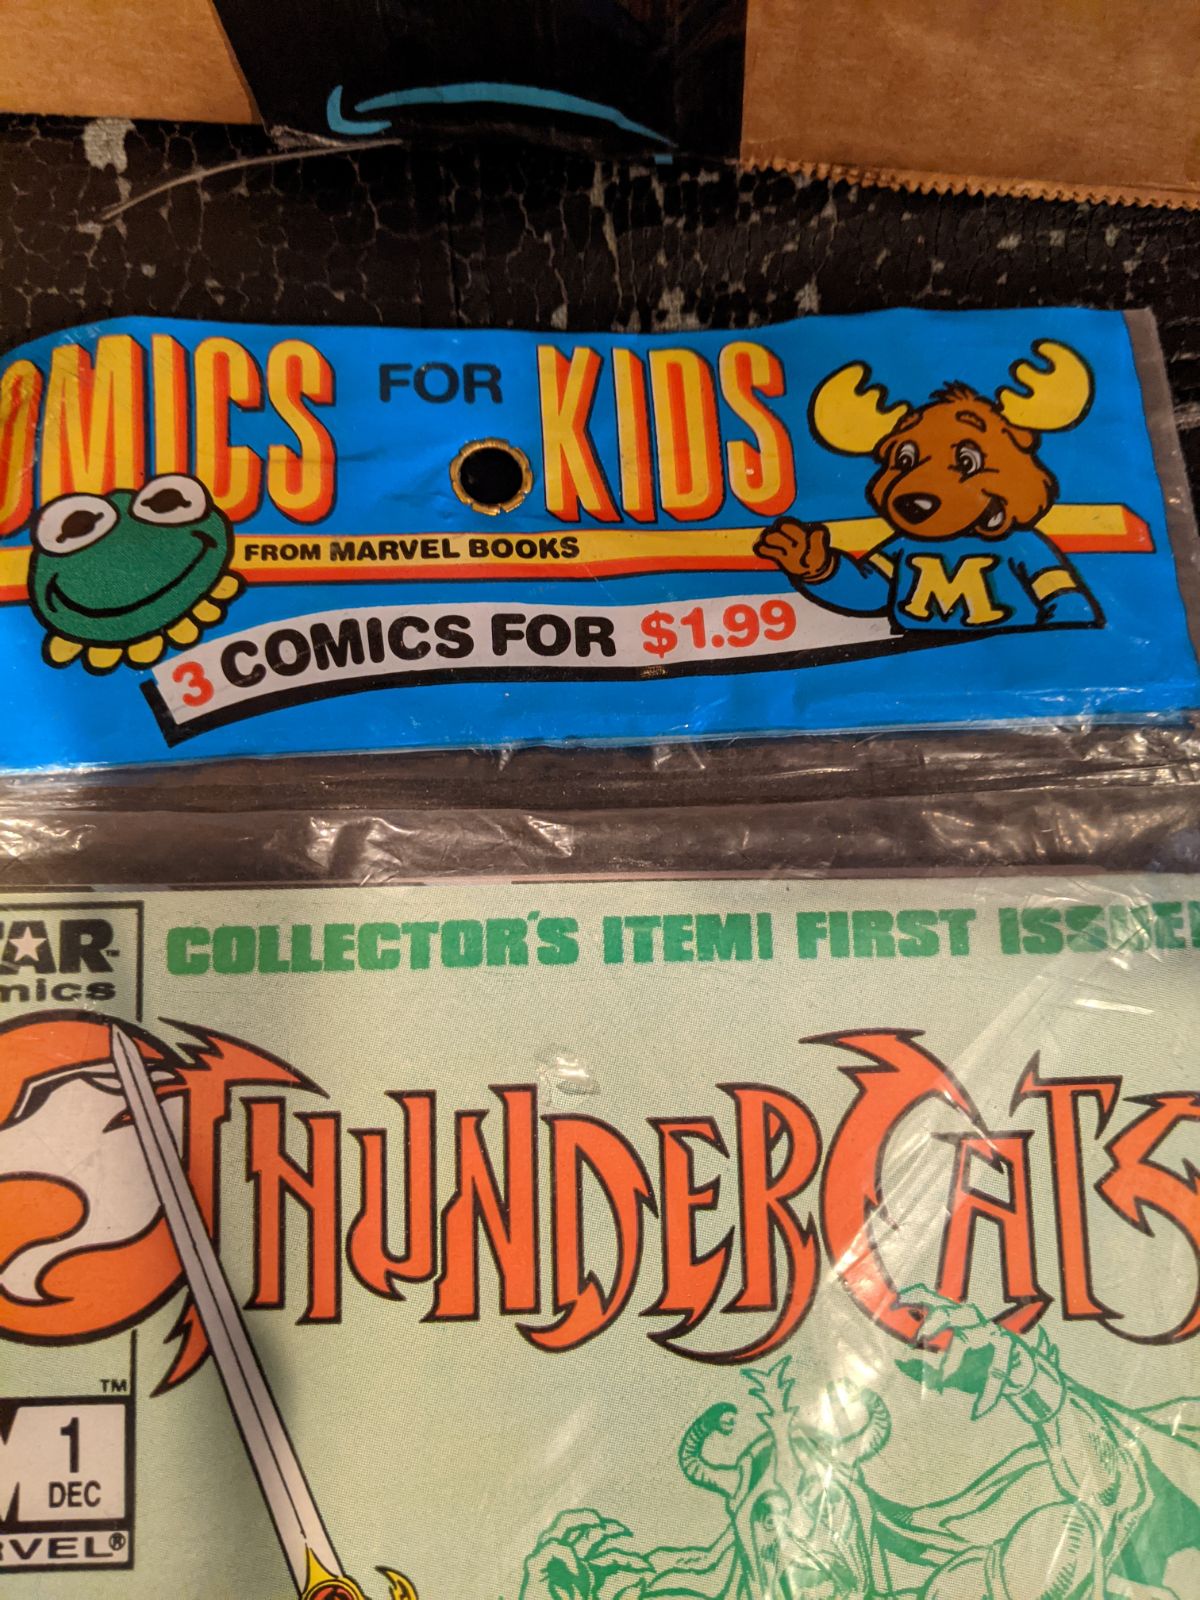 OMICS FOR KIDS
FROM MARVEL BOOKS
3 COMICS FOR $1.99
M
TAR
mics
COLLECTOR'S ITEM! FIRST ISSUE!
THUNDERCATS
TM
M 1
DEC
RVEL®